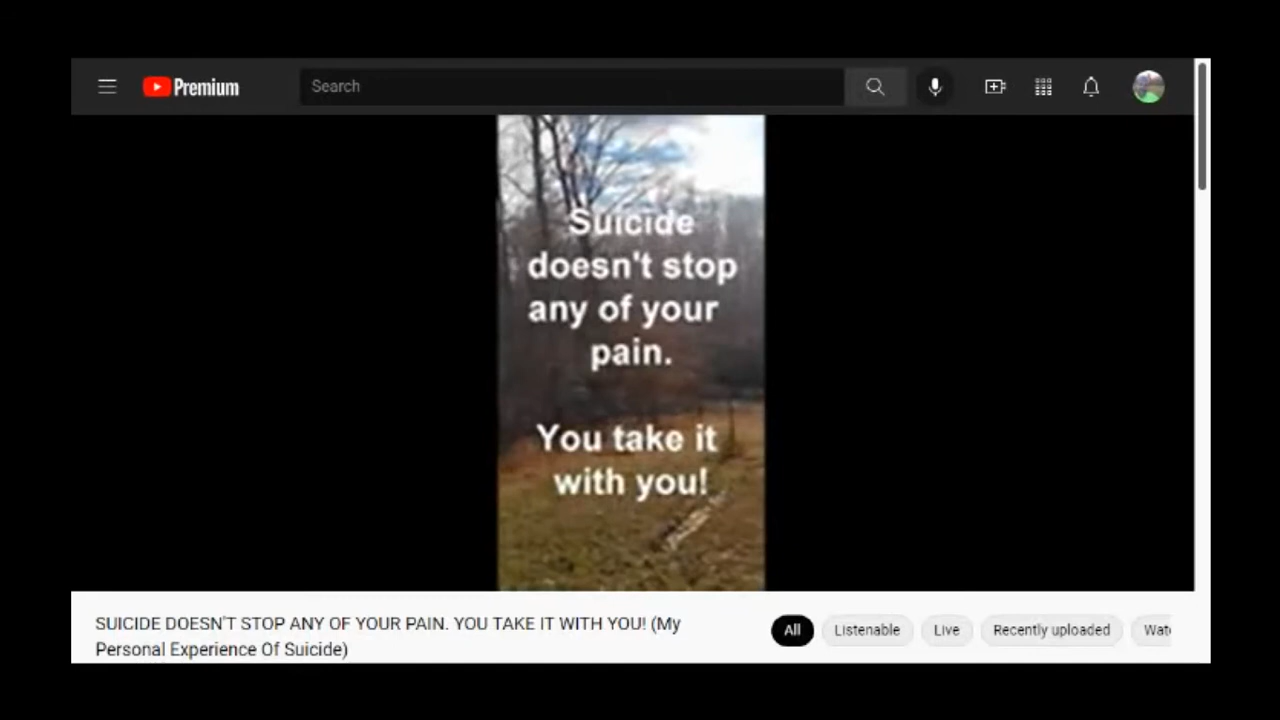 Premium
Search
Suicide
doesn't stop
any of your
pain.
You take it
with you!
SUICIDE DOESN'T STOP ANY OF YOUR PAIN. YOU TAKE IT WITH YOU! (My
Personal Experience Of Suicide)
All
Listenable
Live
Recently uploaded